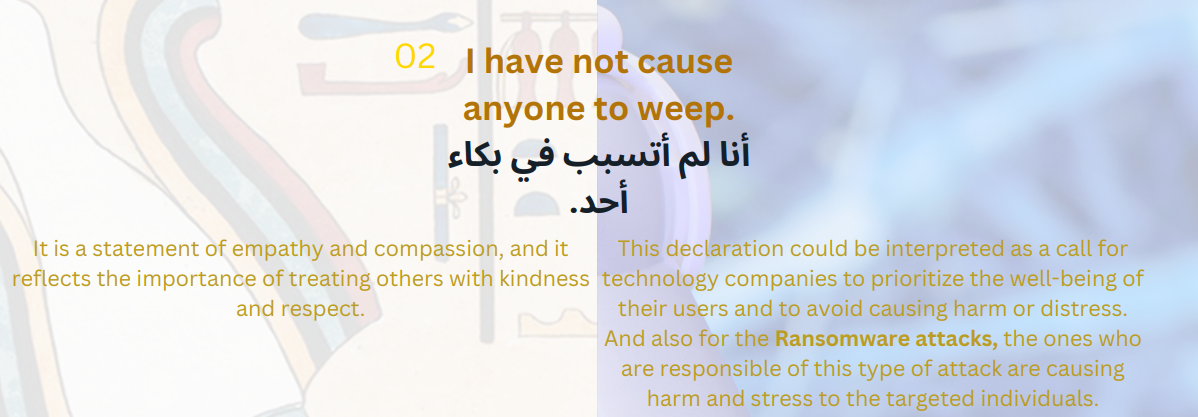 02
I have not cause
anyone to weep.
أنا لم أتسبب في بكاء
أحد.
It is a statement of empathy and compassion, and it
reflects the importance of treating others with kindness
and respect.
This declaration could be interpreted as a call for
technology companies to prioritize the well-being of
their users and to avoid causing harm or distress.
And also for the Ransomware attacks, the ones who
are responsible of this type of attack are causing
harm and stress to the targeted individuals.